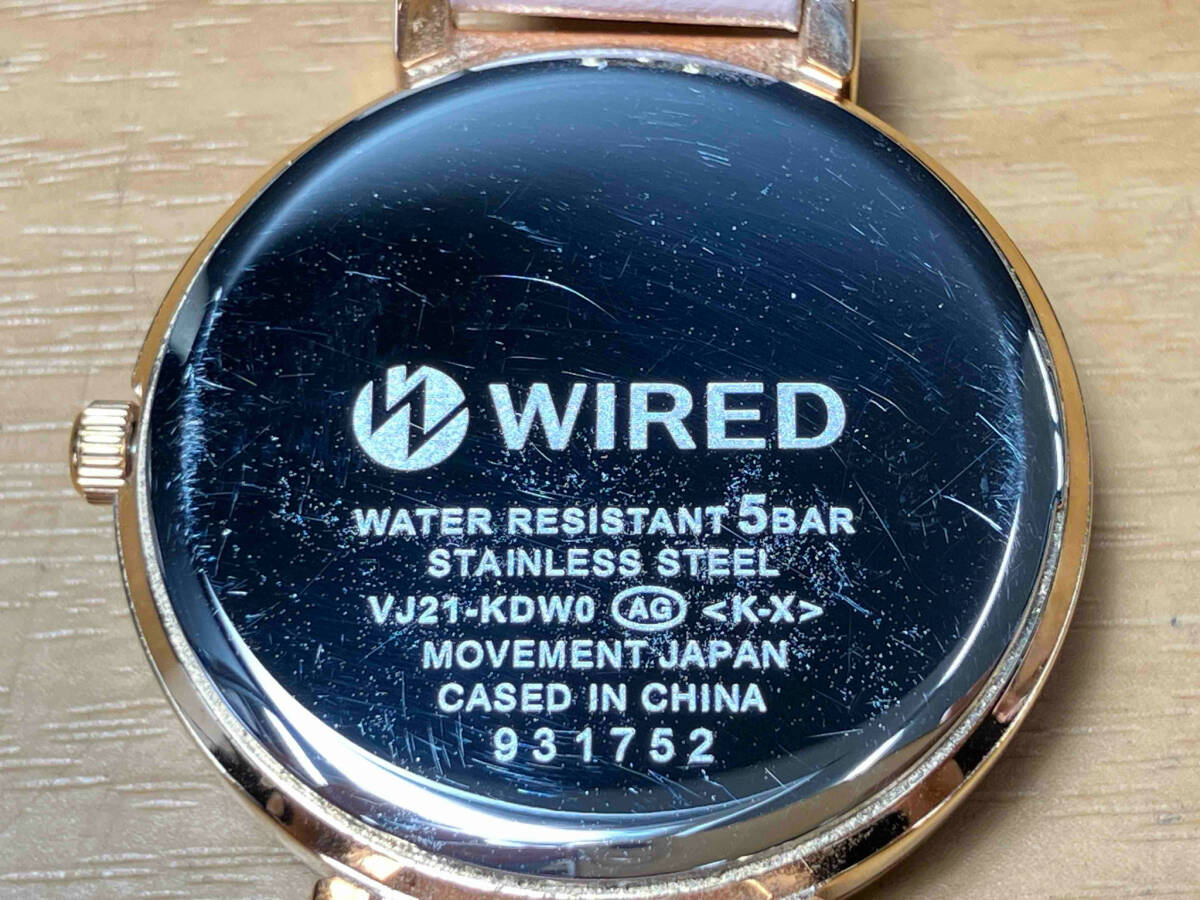 WIRED
WATER RESISTANT 5BAR
STAINLESS STEEL
VJ21-KDW0 AG <K-X>
MOVEMENT JAPAN
CASED IN CHINA
931752